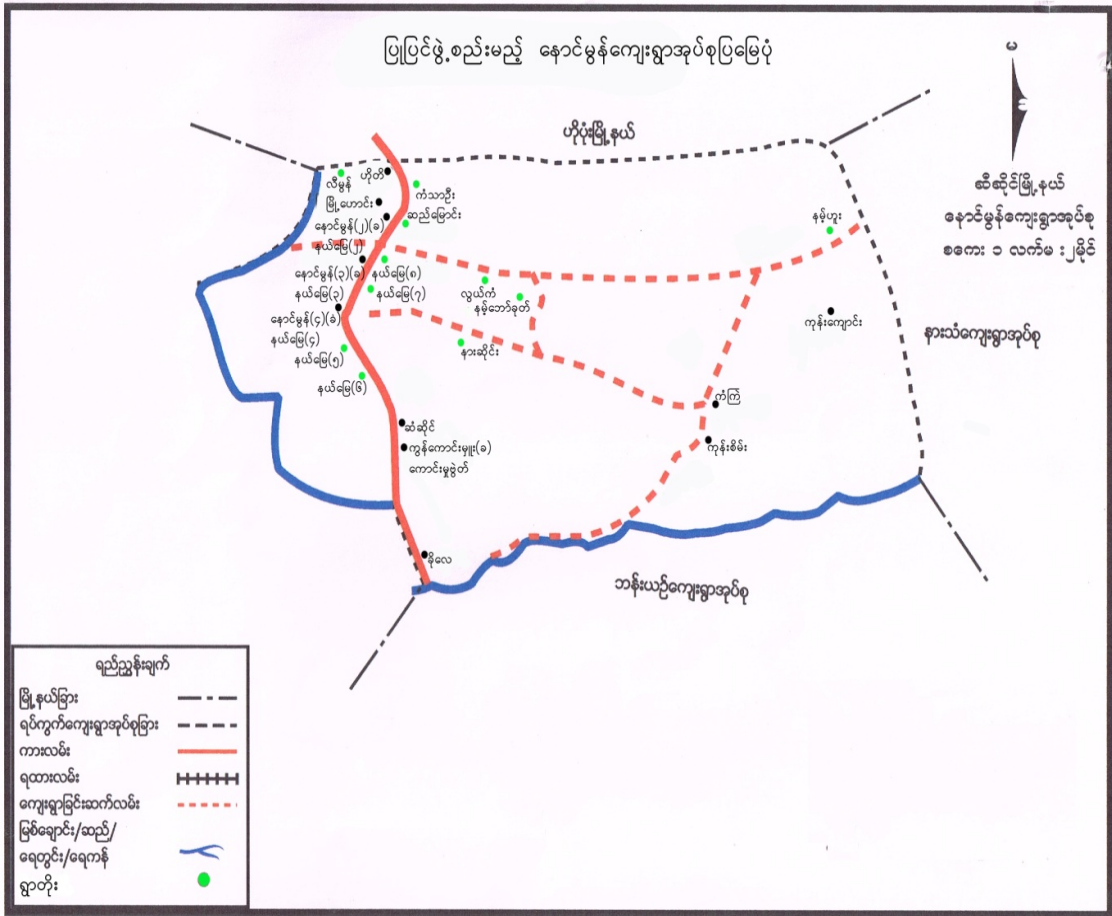 ပြုပြင်ဖွဲ့စည်းမည့် နောင်မွန်ကျေးရွာအုပ်စုပြမြေပုံ
ဟိုပုံးမြို့နယ်
ဆီဆိုင်မြို့နယ်
နောင်မွန်ကျေးရွာအုပ်စု
စကေး ၁ လက်မ :၂မိုင်
လီမွန်
ဟိုတီ
ကံသာဦး
မြို့ဟောင်း
ဆည်မြောင်း
နောင်မွန်(၂)(ခ)
နယ်မြေ(၂)
နမ့်ဟူး
နောင်မွန်(၃)(ခ)
နယ်မြေ(၈)
နယ်မြေ(၃)
နယ်မြေ(၇)
လွယ်ကံ
နမ့်ဘော်ခုတ်
နောင်မွန်(၄)(ခ)
နယ်မြေ(၄)
နယ်မြေ(၅)
နားဆိုင်း
ကုန်းကျောင်း
နားသံကျေးရွာအုပ်စု
နယ်မြေ(၆)
ကံကြဲ
ဆံဆိုင်
ကွန်ကောင်းမှူး(ခ)
ကောင်းမှုဗွဲတ်
ကုန်းစိမ်း
ခိုလေ
ဘန်းယဉ်ကျေးရွာအုပ်စု
ရည်ညွှန်းချက်
မြို့နယ်ခြား
ရပ်ကွက်ကျေးရွာအုပ်စုခြား
ကားလမ်း
ရထားလမ်း
ကျေးရွာခြင်းဆက်လမ်း
မြစ်ချောင်း/ဆည်/
ရေတွင်း/ရေကန်
ရွာတိုး